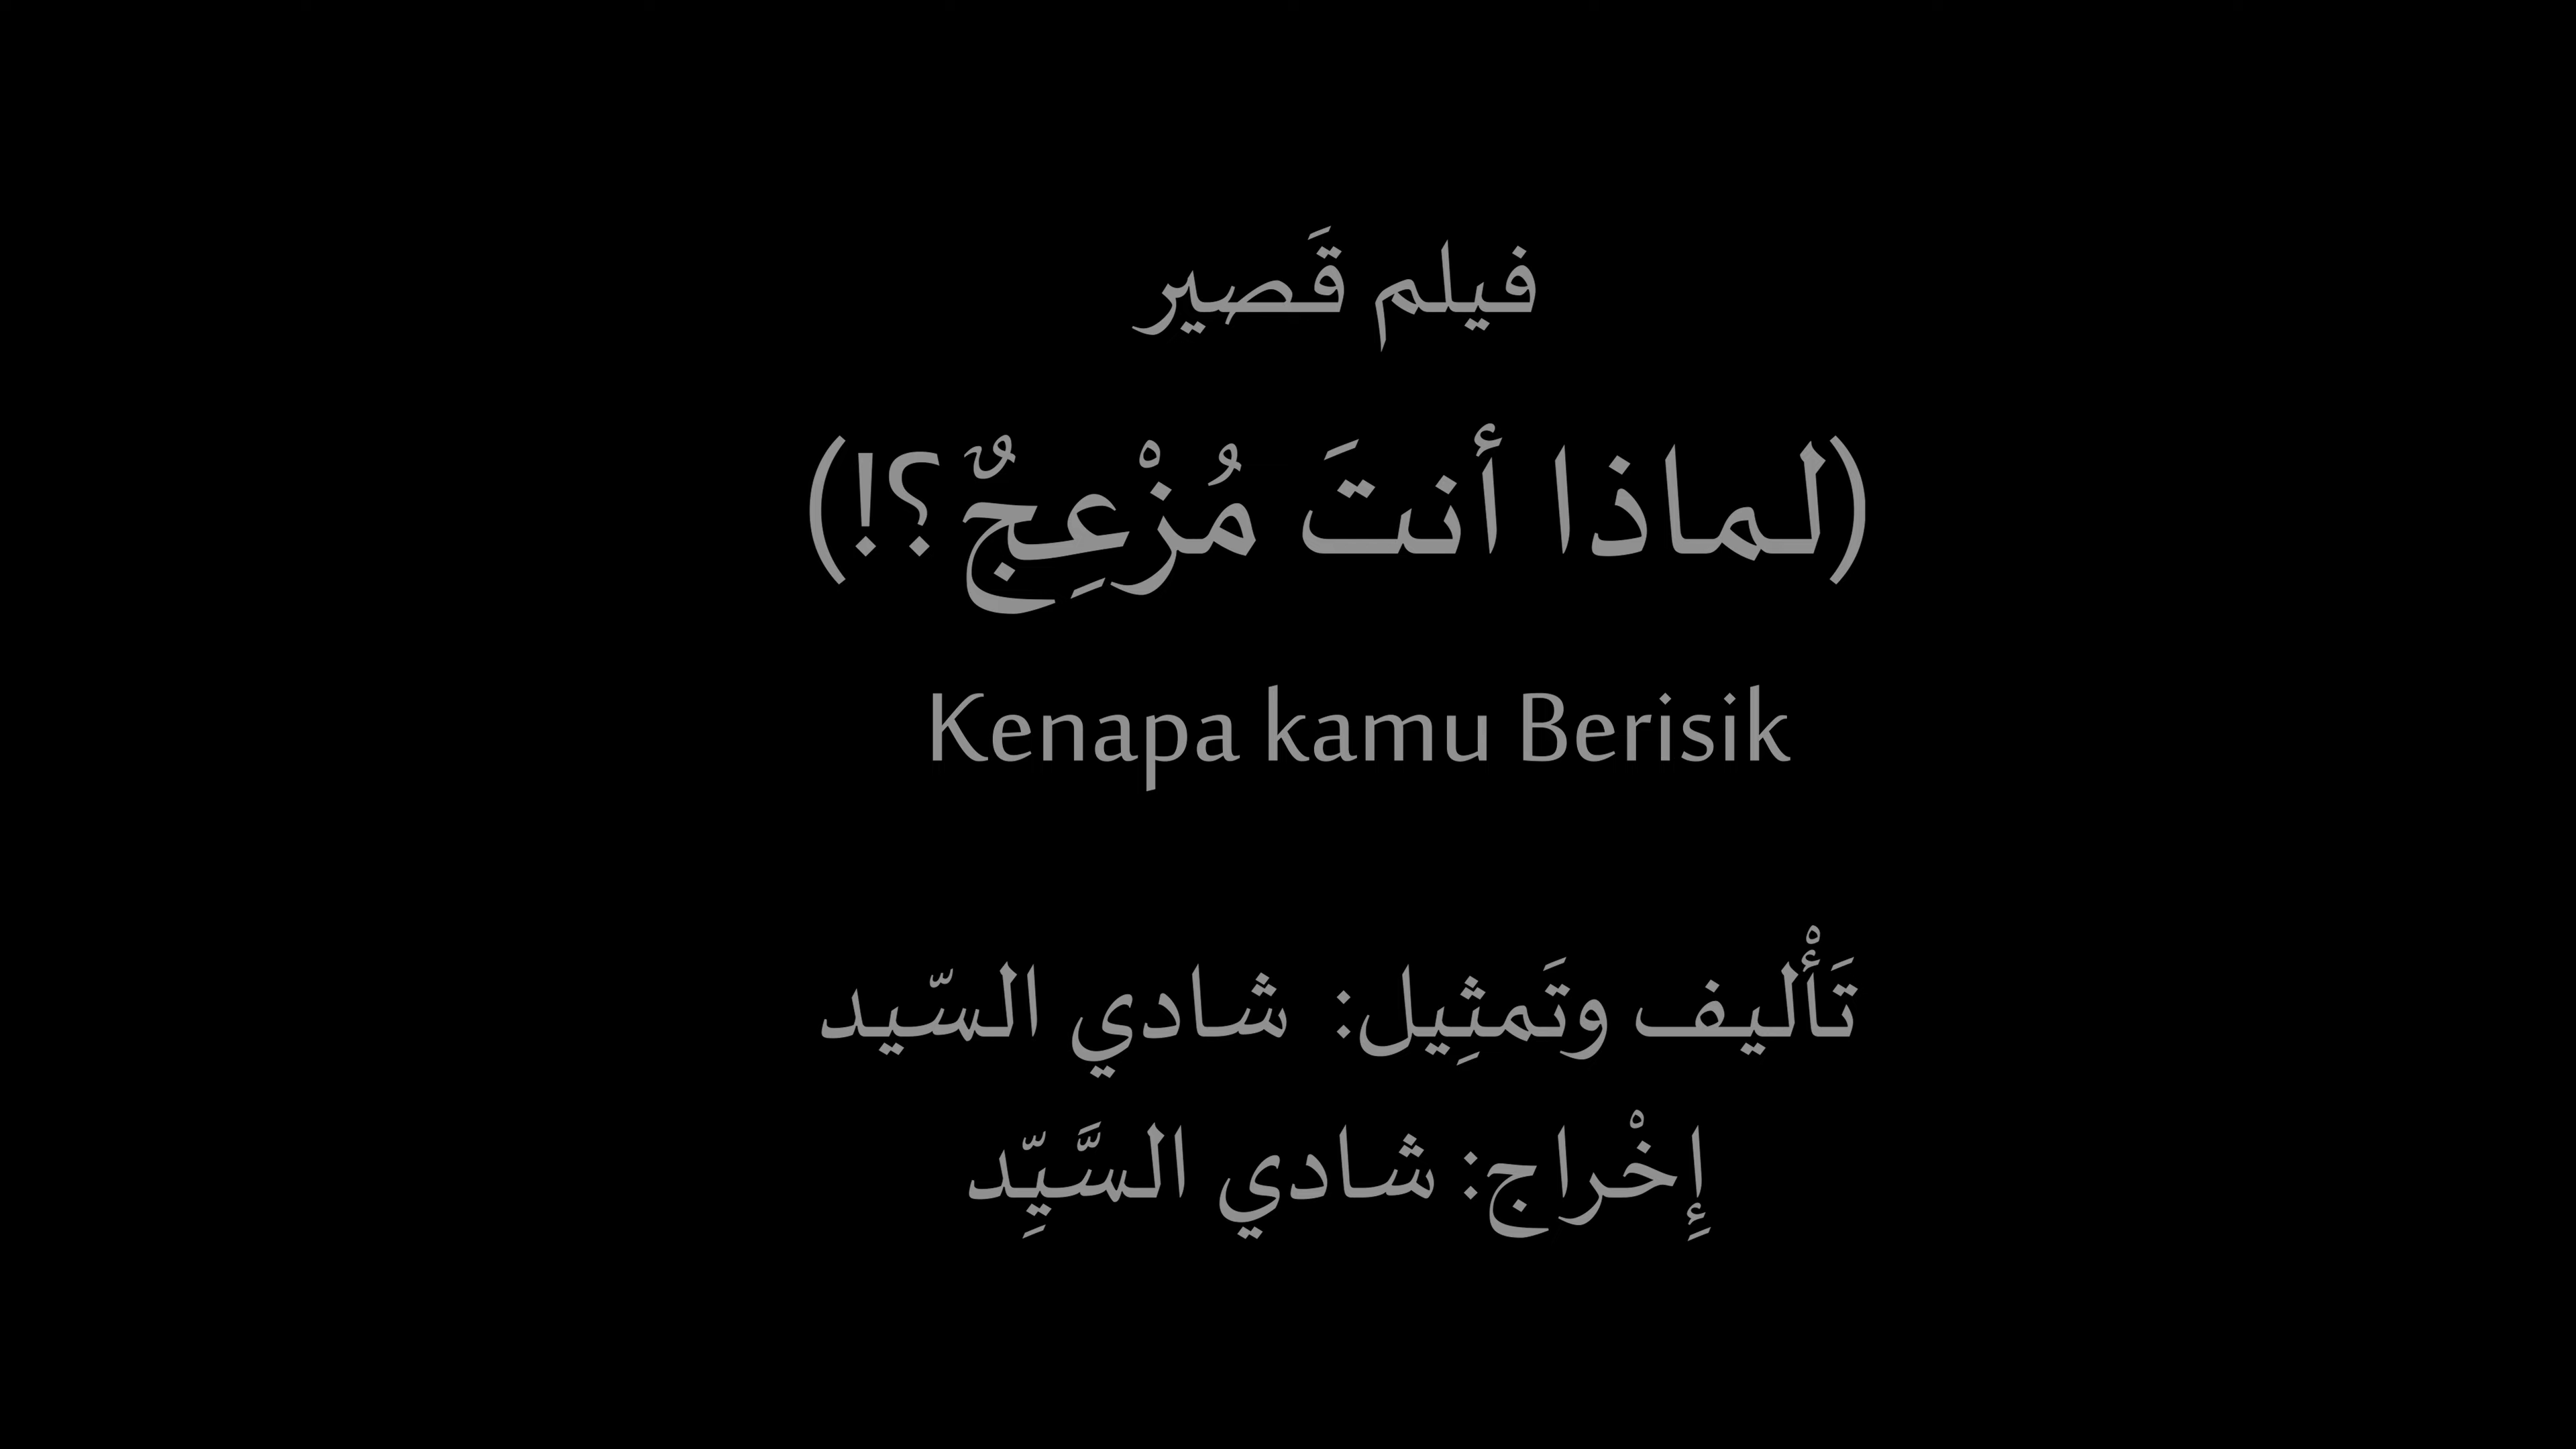 فيلم قَصير
(لماذا أنتَ مُزْعِجٌ؟!)
Kenapa kamu Berisik
تَأْليف وتَمثِيل: شادي السّيد
إِخْراج: شادي السَّيِّد